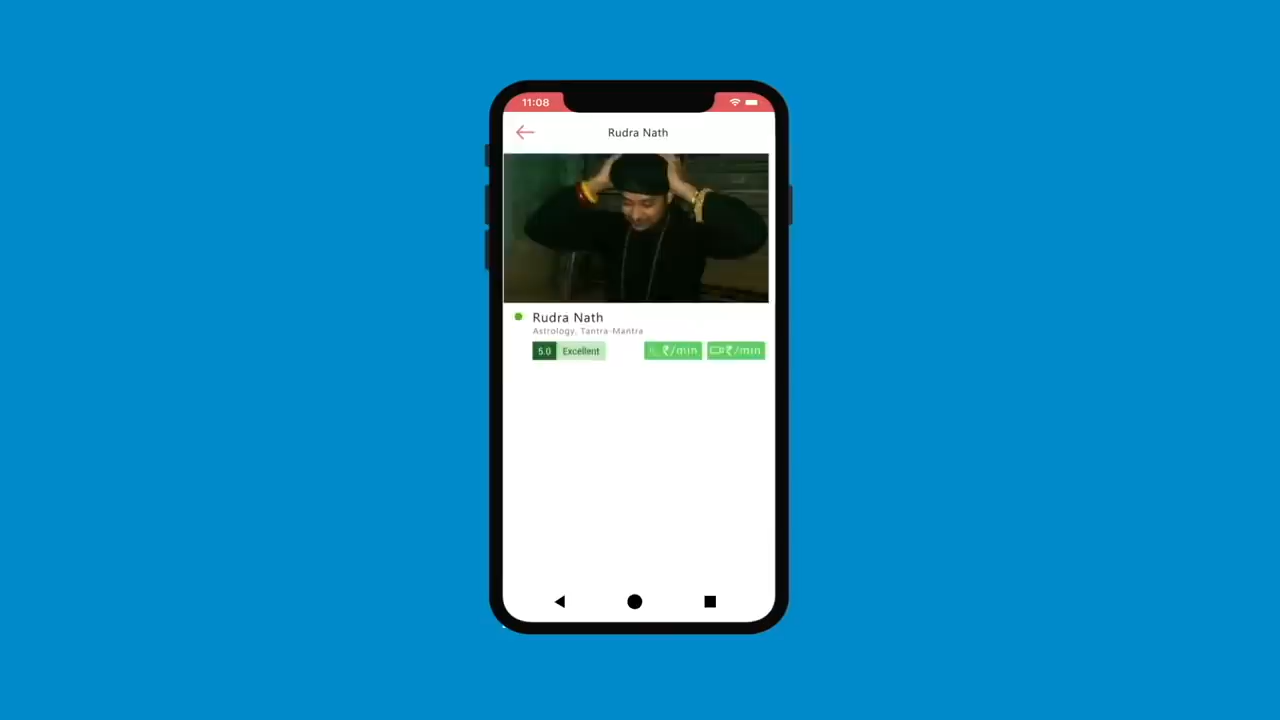 11:08
Rudra Nath
Rudra Nath
Astrology, Tantra-Mantra
5.0 Excellent ₹/min ₹/min